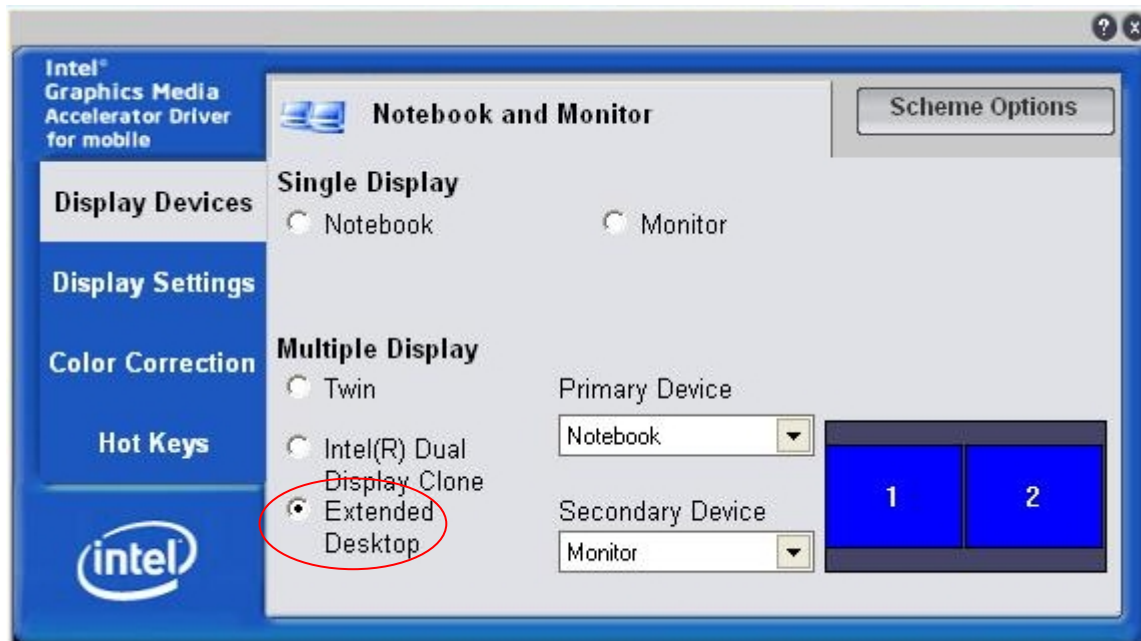 Intel®
Graphics Media
Accelerator Driver
for mobile
Notebook and Monitor
Scheme Options
Display Devices
Display Settings
Color Correction
Hot Keys
intel
Single Display
Notebook
Monitor
Multiple Display
Twin
Primary Device
Notebook
Intel(R) Dual
Display Clone
Extended
Desktop
Secondary Device
Monitor
1
2